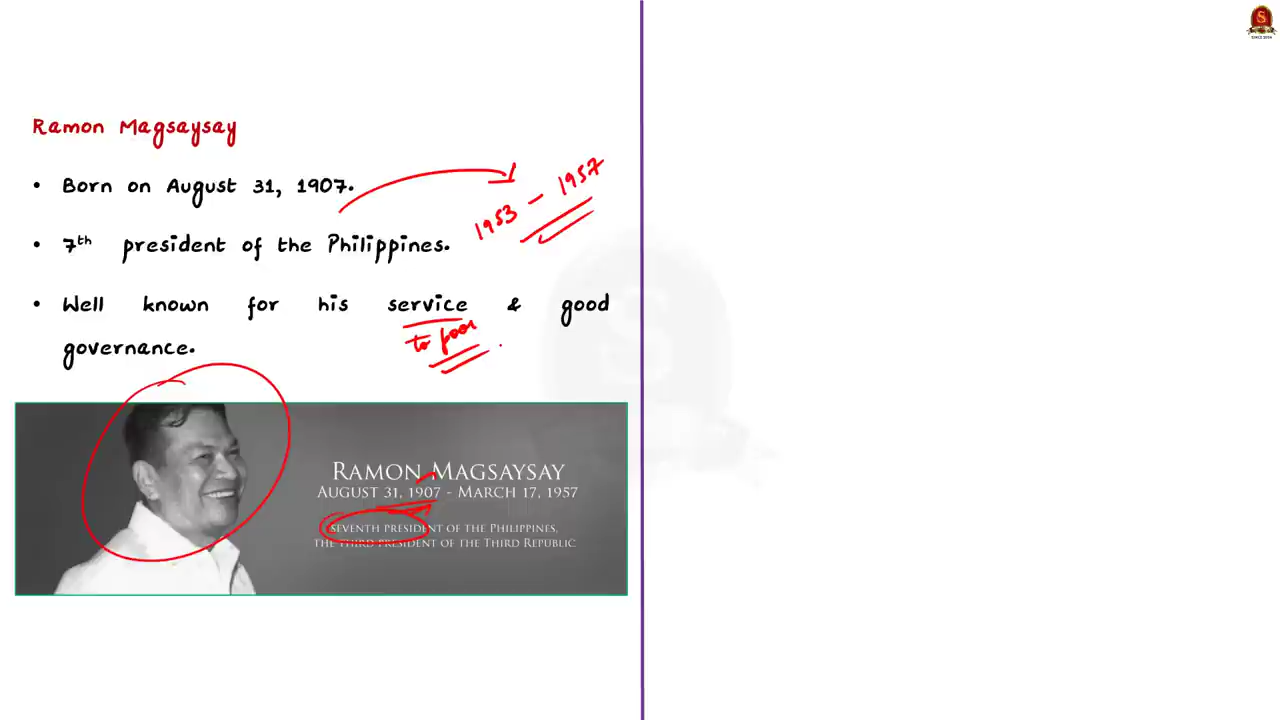 Ramon Magsaysay
• Born on August 31, 1907.
1953 - 1957
• 7th president of the Philippines.
• Well known for his service & good
to poor
governance.
RAMON MAGSAYSAY
AUGUST 31, 1907 - MARCH 17, 1957
SEVENTH PRESIDENT OF THE PHILIPPINES,
THE THIRD PRESIDENT OF THE THIRD REPUBLIC
S
SINCE 2004